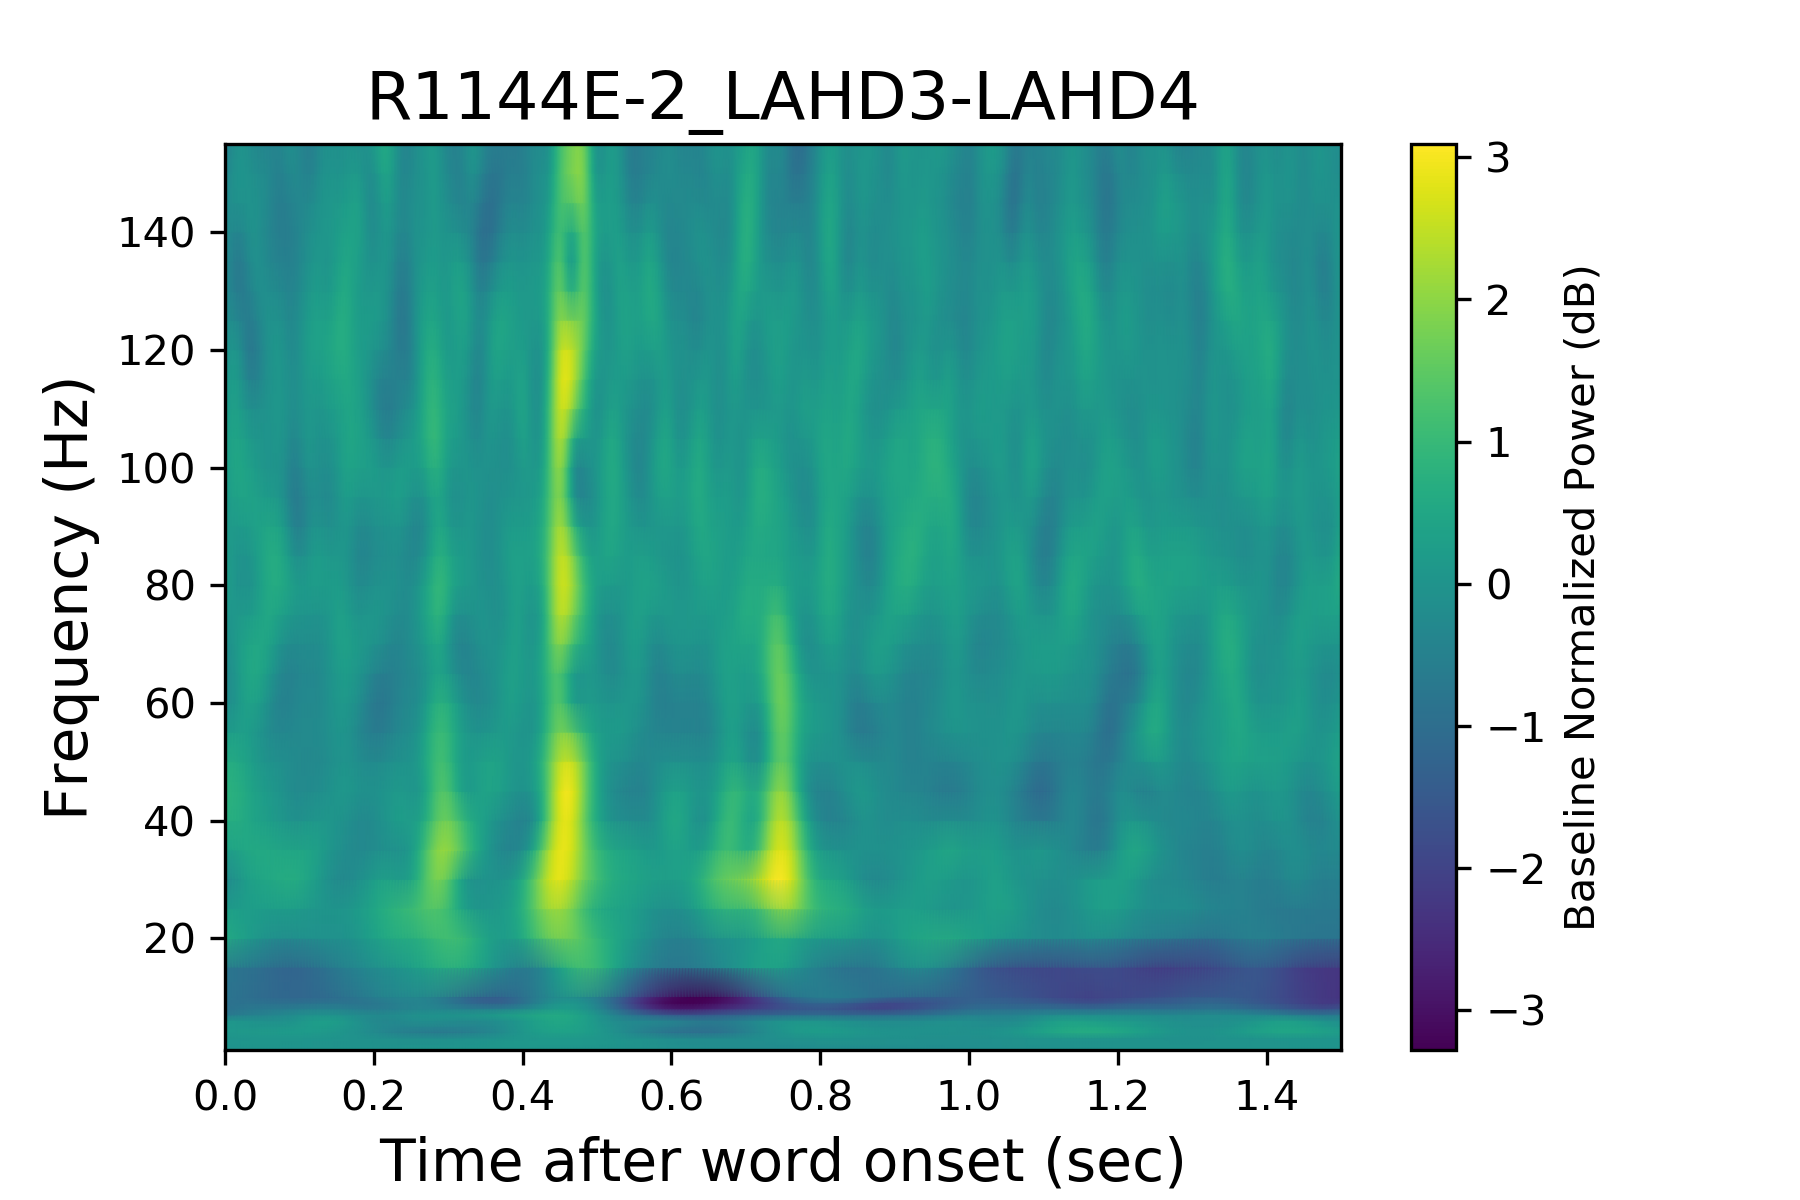 R1144E-2_LAHD3-LAHD4
Frequency (Hz)
140
120
100
80
60
40
20
0.0 0.2 0.4 0.6 0.8 1.0 1.2 1.4
Time after word onset (sec)
3
2
1
0
−1
−2
−3
Baseline Normalized Power (dB)